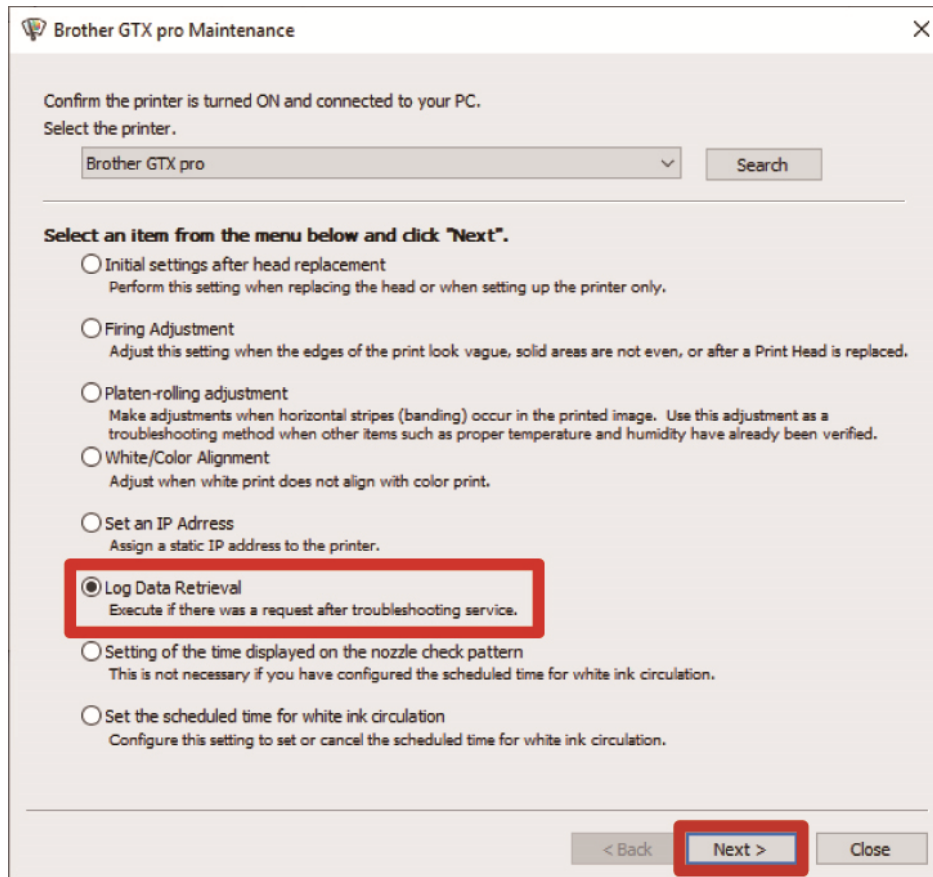 Brother GTX pro Maintenance
Confirm the printer is turned ON and connected to your PC.
Select the printer.
Brother GTX pro
Search
Select an item from the menu below and click "Next".
Initial settings after head replacement
Perform this setting when replacing the head or when setting up the printer only.
Firing Adjustment
Adjust this setting when the edges of the print look vague, solid areas are not even, or after a Print Head is replaced.
Platen-rolling adjustment
Make adjustments when horizontal stripes (banding) occur in the printed image. Use this adjustment as a
troubleshooting method when other items such as proper temperature and humidity have already been verified.
White/Color Alignment
Adjust when white print does not align with color print.
Set an IP Adrress
Assign a static IP address to the printer.
Log Data Retrieval
Execute if there was a request after troubleshooting service.
Setting of the time displayed on the nozzle check pattern
This is not necessary if you have configured the scheduled time for white ink circulation.
Set the scheduled time for white ink circulation
Configure this setting to set or cancel the scheduled time for white ink circulation.
< Back
Next >
Close